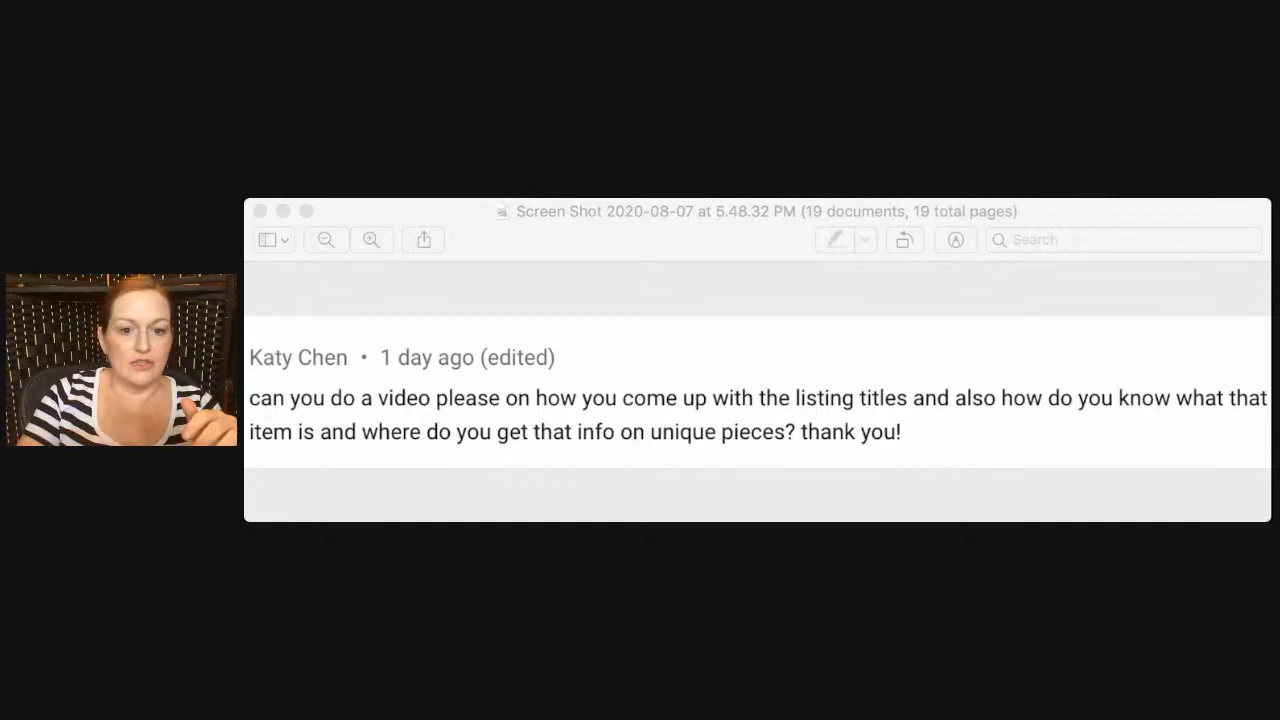 Screen Shot 2020-08-07 at 5.48.32 PM (19 documents, 19 total pages)
Search
Katy Chen • 1 day ago (edited)
can you do a video please on how you come up with the listing titles and also how do you know what that
item is and where do you get that info on unique pieces? thank you!